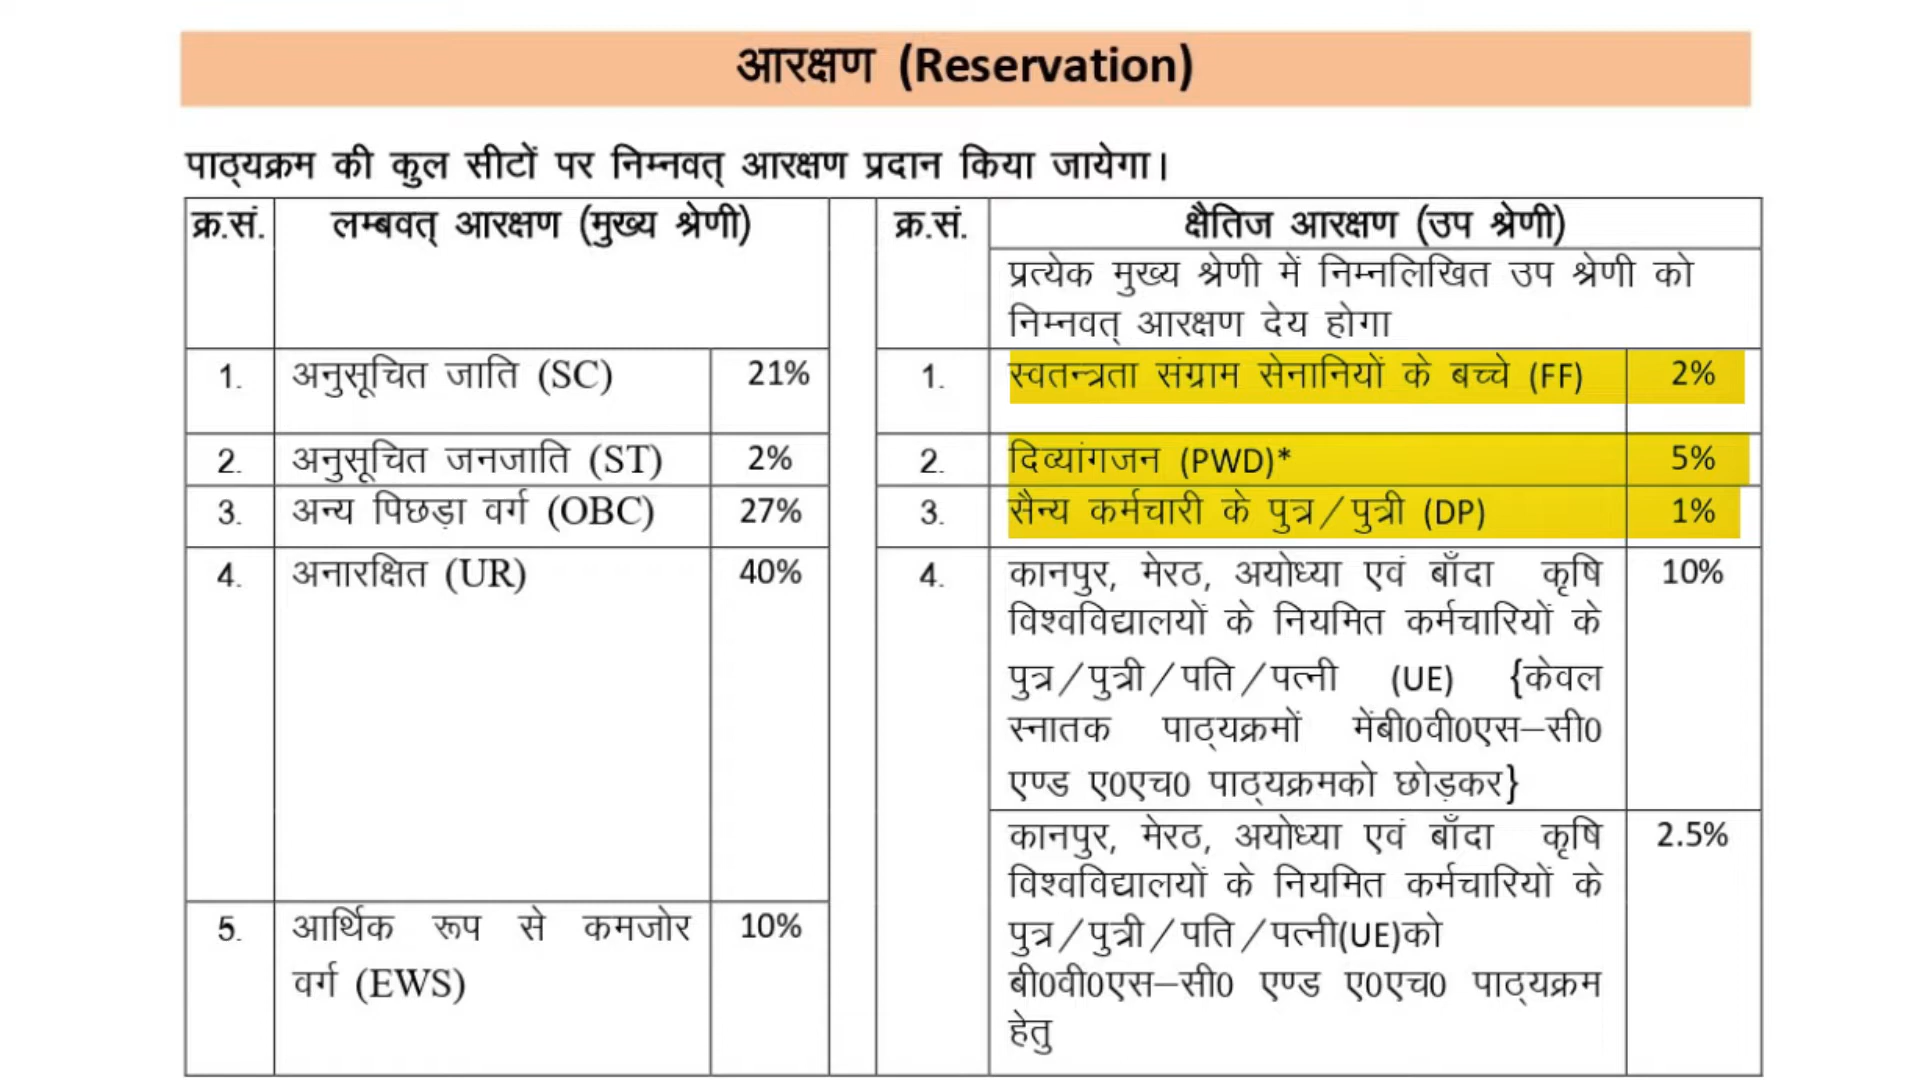 आरक्षण (Reservation)
पाठ्यक्रम की कुल सीटों पर निम्नवत् आरक्षण प्रदान किया जायेगा।
क्र.सं. लम्बवत् आरक्षण (मुख्य श्रेणी)
1. अनुसूचित जाति (SC) 21%
2. अनुसूचित जनजाति (ST) 2%
3. अन्य पिछड़ा वर्ग (OBC) 27%
4. अनारक्षित (UR) 40%
5. आर्थिक रूप से कमजोर 10%
वर्ग (EWS)
क्र.सं. क्षैतिज आरक्षण (उप श्रेणी)
प्रत्येक मुख्य श्रेणी में निम्नलिखित उप श्रेणी को
निम्नवत् आरक्षण देय होगा
1. स्वतन्त्रता संग्राम सेनानियों के बच्चे (FF) 2%
2. दिव्यांगजन (PWD)* 5%
3. सैन्य कर्मचारी के पुत्र/पुत्री (DP) 1%
4. कानपुर, मेरठ, अयोध्या एवं बाँदा कृषि 10%
विश्वविद्यालयों के नियमित कर्मचारियों के
पुत्र/पुत्री/पति/पत्नी (UE) {केवल
स्नातक पाठ्यक्रमों मेंबी0वी0एस–सी0
एण्ड ए0एच0 पाठ्यक्रमको छोड़कर}
कानपुर, मेरठ, अयोध्या एवं बाँदा कृषि 2.5%
विश्वविद्यालयों के नियमित कर्मचारियों के
पुत्र/पुत्री/पति/पत्नी(UE)को
बी0वी0एस–सी0 एण्ड ए0एच0 पाठ्यक्रम
हेतु